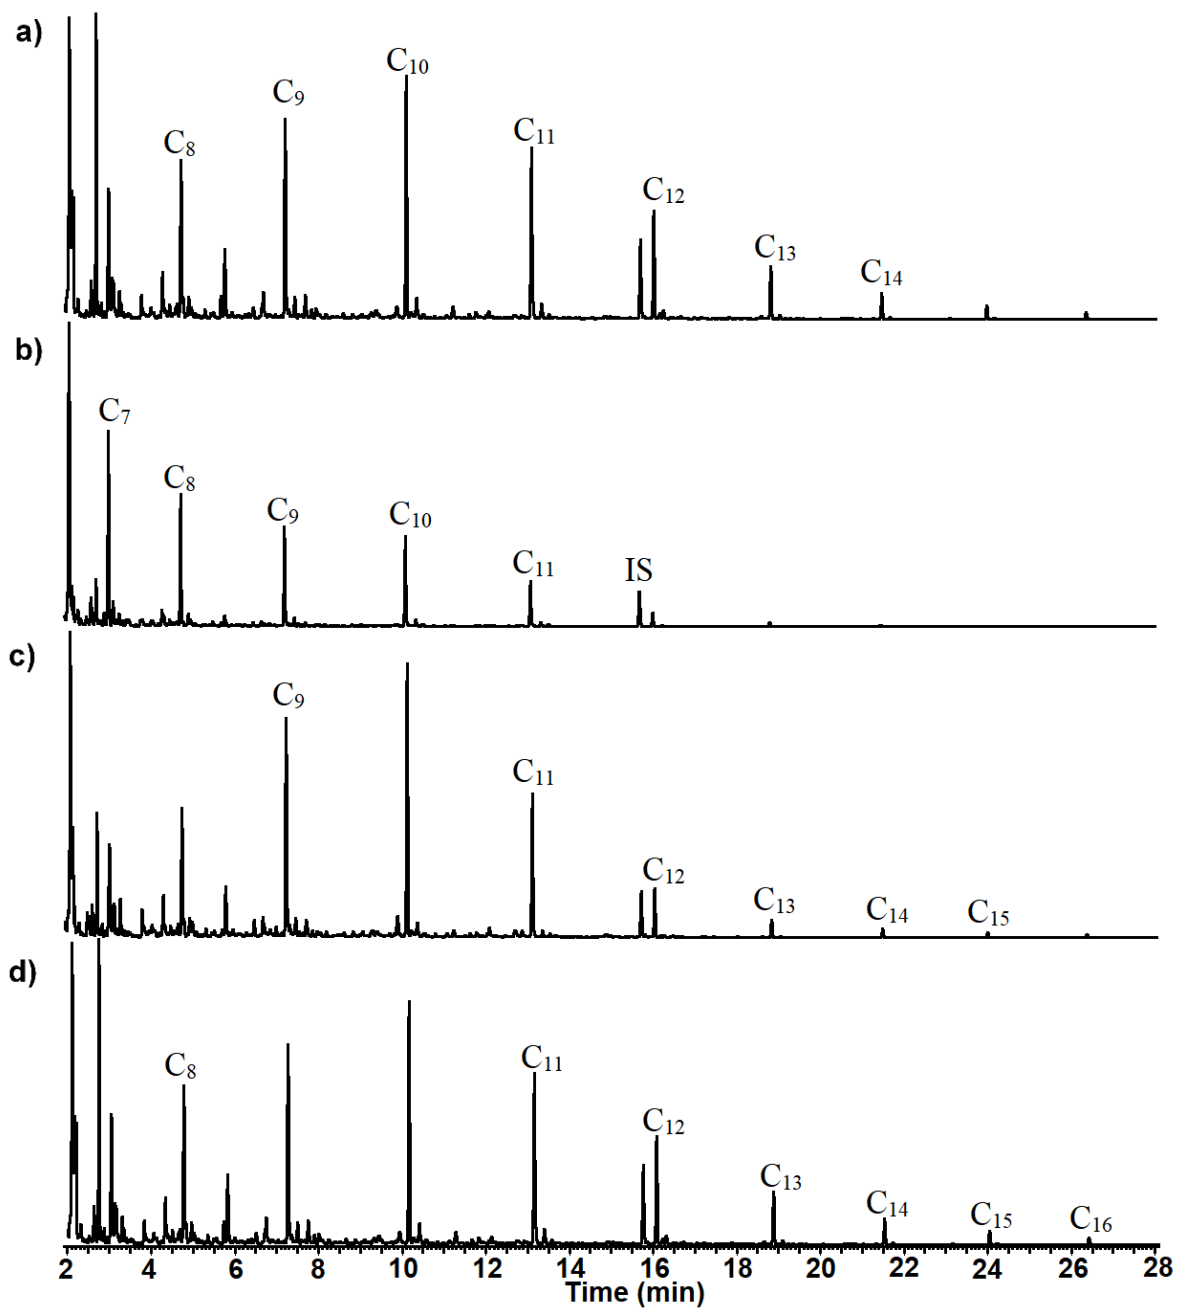 a)
C₈
C₉
C₁₀
C₁₁
C₁₂
C₁₃
C₁₄
b)
C₇
C₈
C₉
C₁₀
C₁₁
IS
c)
C₉
C₁₁
C₁₂
C₁₃
C₁₄
C₁₅
d)
C₈
C₁₁
C₁₂
C₁₃
C₁₄
C₁₅
C₁₆
2 4 6 8 10 12 14 16 18 20 22 24 26 28
Time (min)